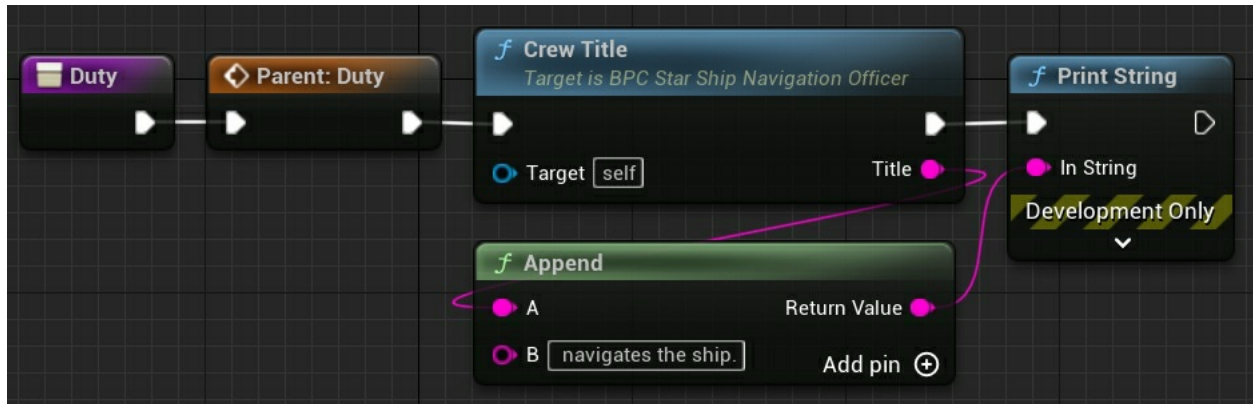 Duty
Parent: Duty
f Crew Title
Target is BPC Star Ship Navigation Officer
Target self
Title
f Print String
In String
Development Only
f Append
A
Return Value
B navigates the ship.
Add pin